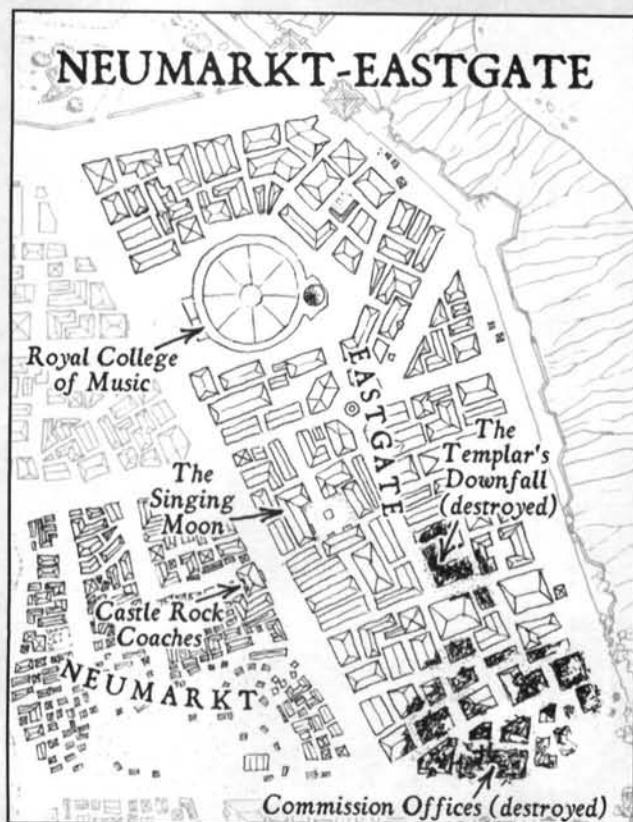 NEUMARKT-EASTGATE
Royal College
of Music
EASTGATE
The
Templar's
Downfall
(destroyed)
The
Singing
Moon
Castle Rock
Coaches
NEUMARKT
Commission Offices (destroyed)